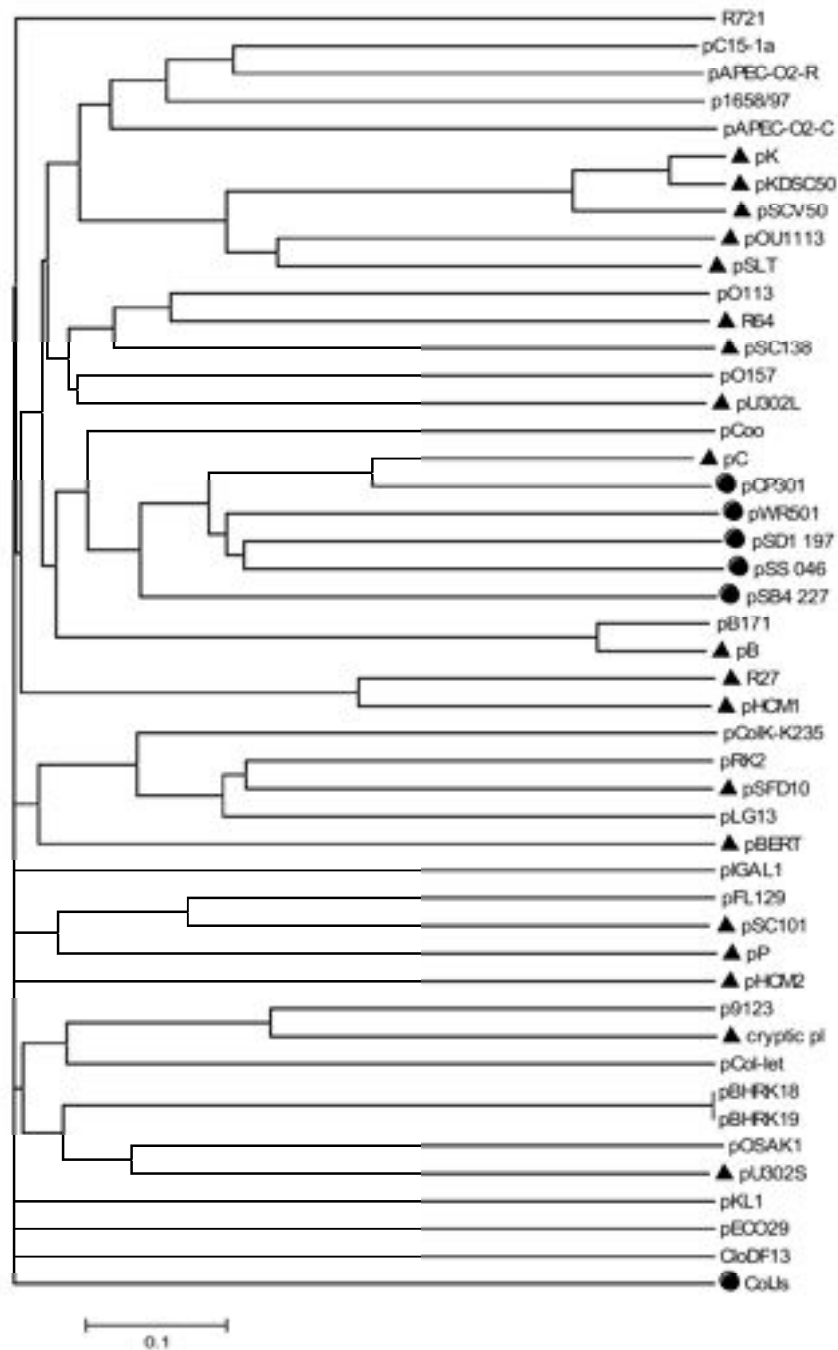 R721
pC15-1a
pAPEC-O2-R
p1658/97
pAPEC-O2-C
pK
pKDSC50
pSCV50
pOU1113
pSLT
pO113
R64
pSC138
pO157
pU302L
pCoo
pC
pCP301
pWR501
pSD1 197
pSS 046
pSB4 227
pB171
pB
R27
pHCM1
pColK-K235
pRK2
pSFD10
pLG13
pBERT
pIGAL1
pFL129
pSC101
pP
pHCM2
p9123
cryptic pl
pCol-let
pBHRK18
pBHRK19
pOSAK1
pU302S
pKL1
pECO29
CloDF13
0.1